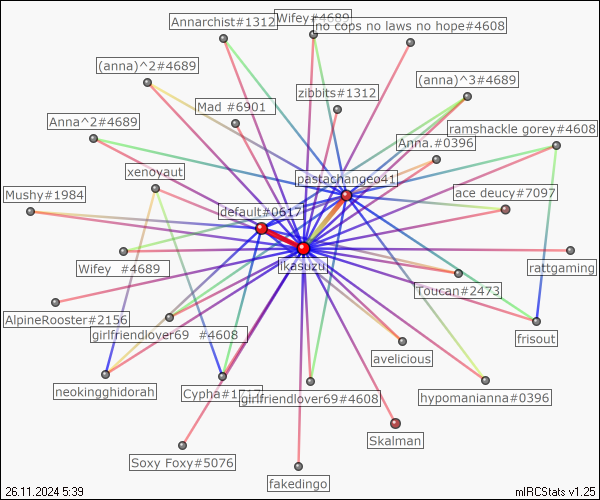 Annarchist#1312
Wifey#4689
no cops no laws no hope#4608
(anna)^2#4689
(anna)^3#4689
zibbits#1312
Mad #6901
Anna^2#4689
ramshackle gorey#4608
Anna.#0396
xenoyaut
pastachangeo41
Mushy#1984
ace deucy#7097
default#0617
Wifey  #4689
ikasuzu
rattgaming
Toucan#2473
AlpineRooster#2156
girlfriendlover69  #4608
frisout
avelicious
neokingghidorah
Cypha#1717
girlfriendlover69#4608
hypomanianna#0396
Skalman
Soxy Foxy#5076
fakedingo
26.11.2024 5:39
mIRCStats v1.25